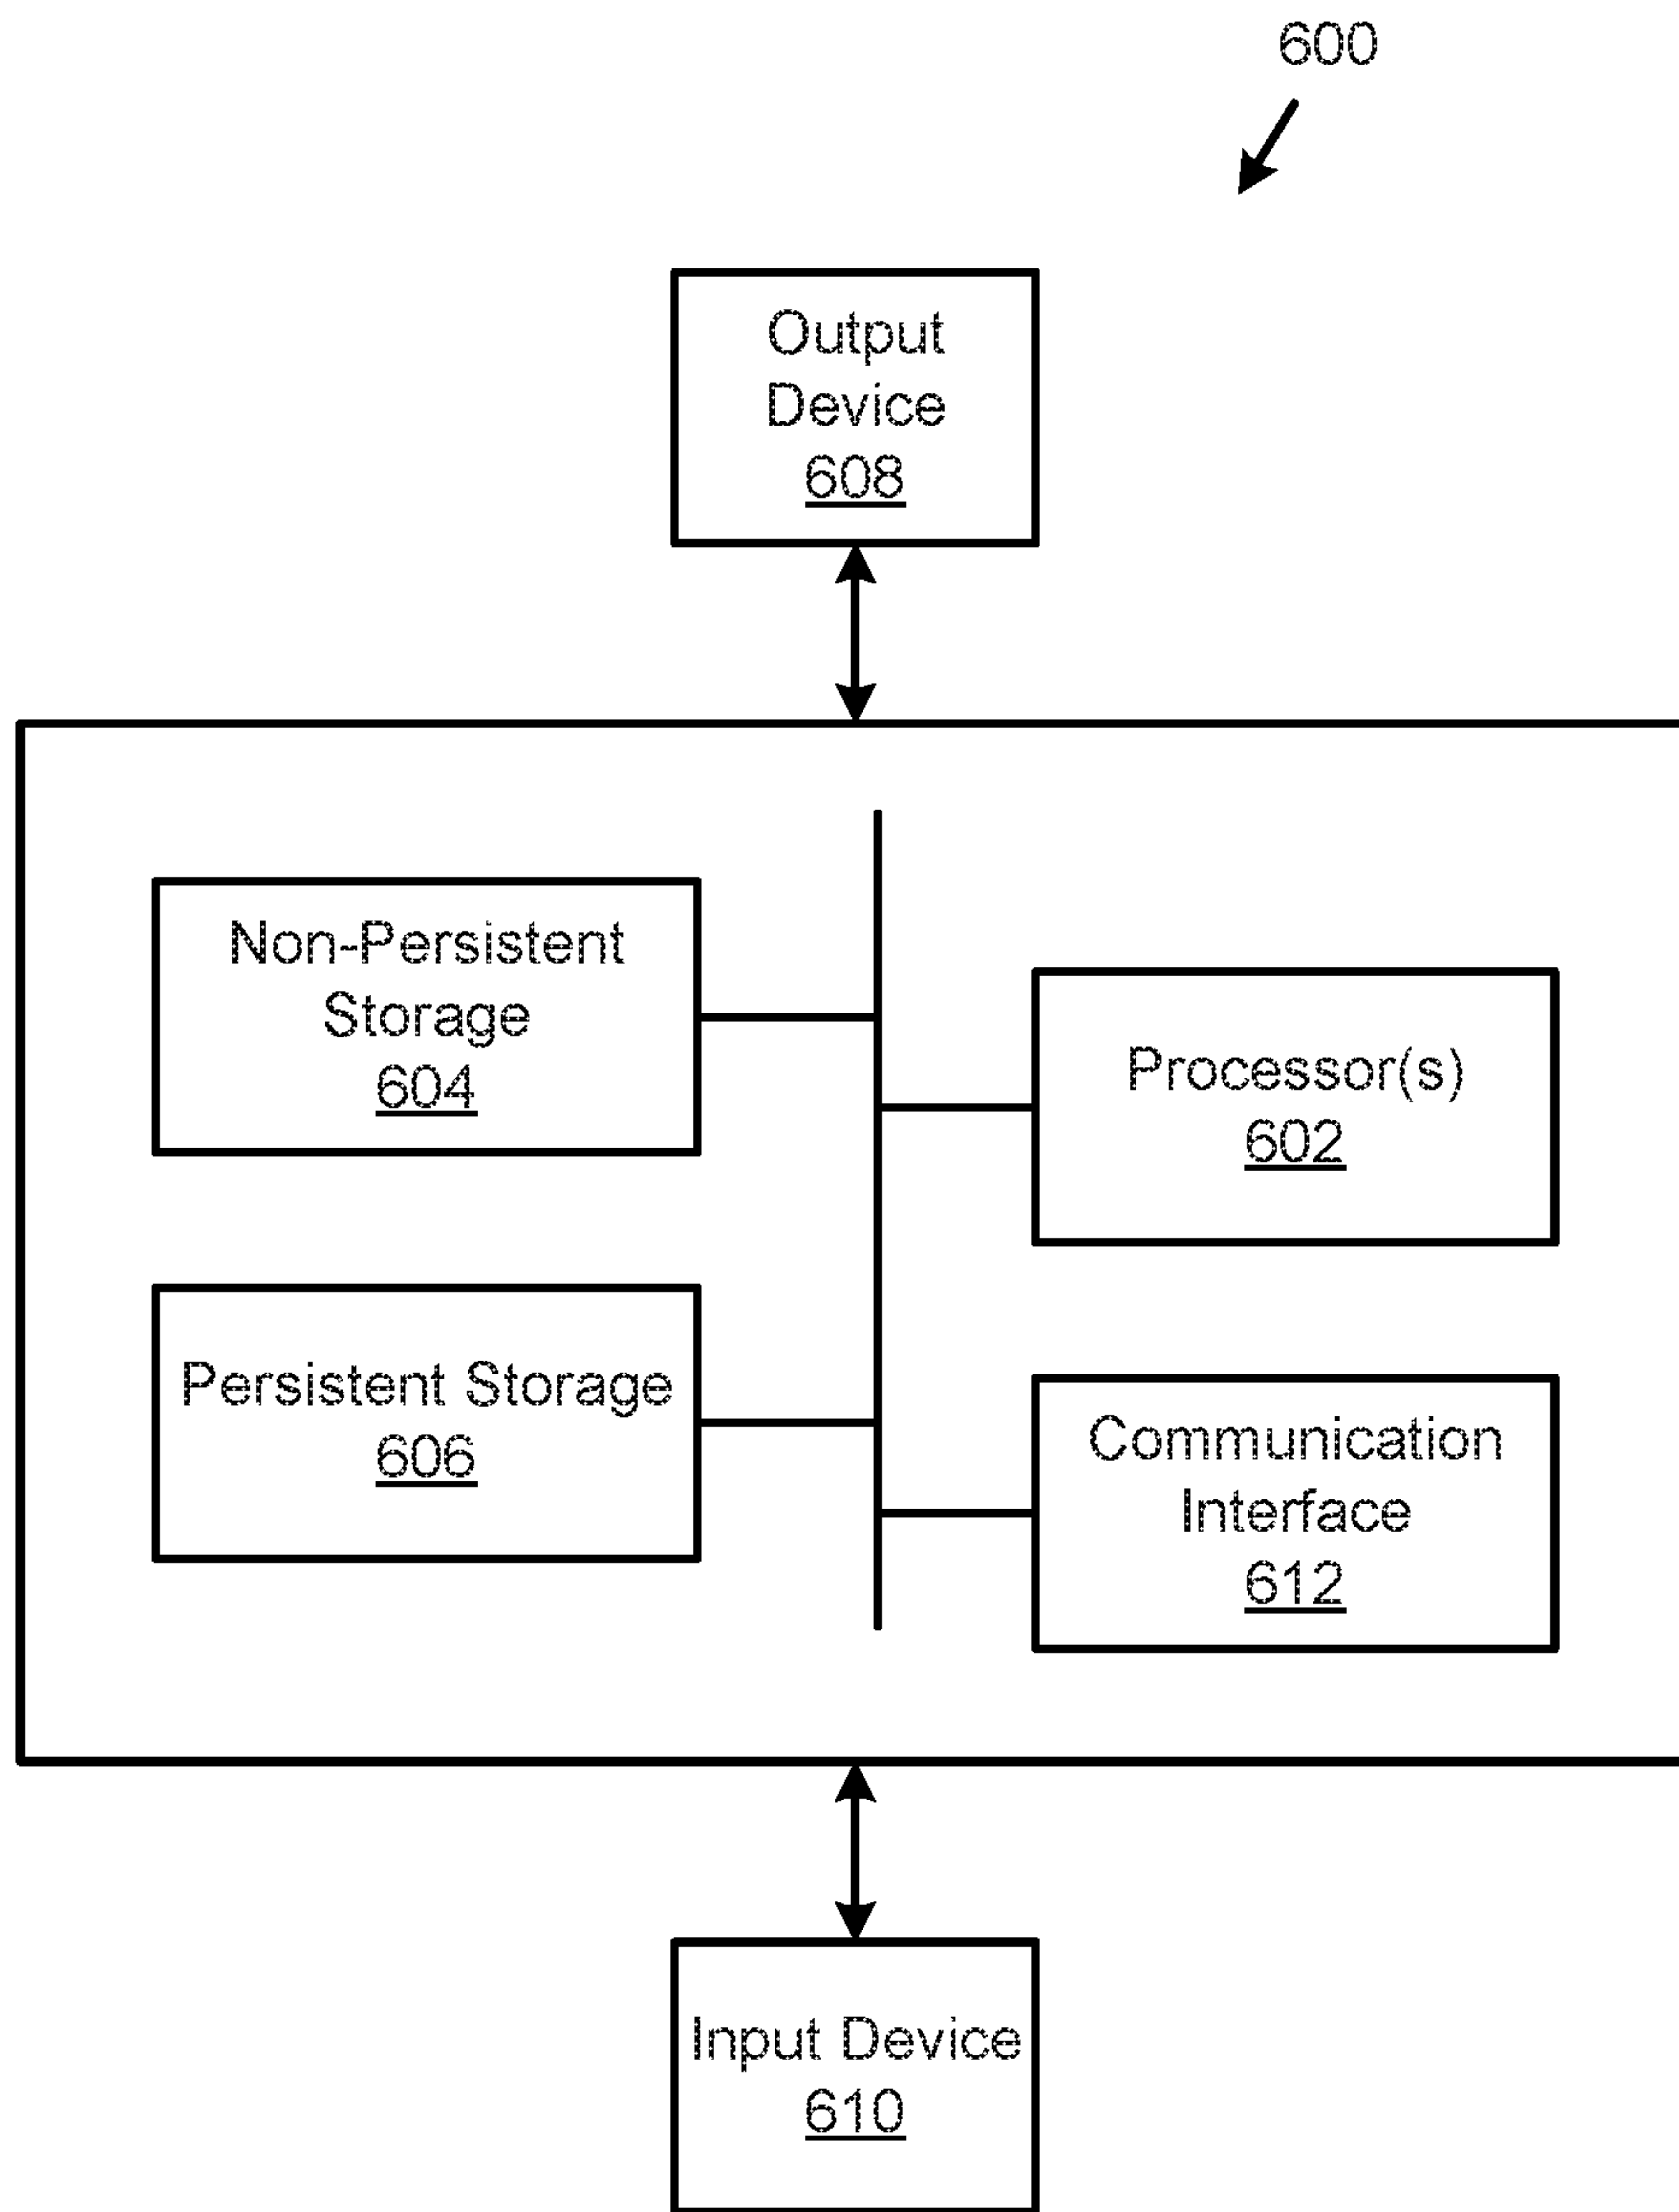 600
Output
Device
608
Non-Persistent
Storage
604
Processor(s)
602
Persistent Storage
606
Communication
Interface
612
Input Device
610